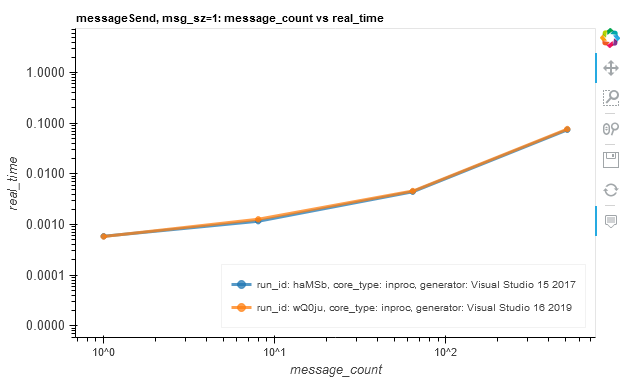 messageSend, msg_sz=1: message_count vs real_time
1.0000
0.1000
0.0100
0.0010
0.0001
0.0000
real_time
run_id: haMSb, core_type: inproc, generator: Visual Studio 15 2017
run_id: wQ0ju, core_type: inproc, generator: Visual Studio 16 2019
10^0 10^1 10^2
message_count